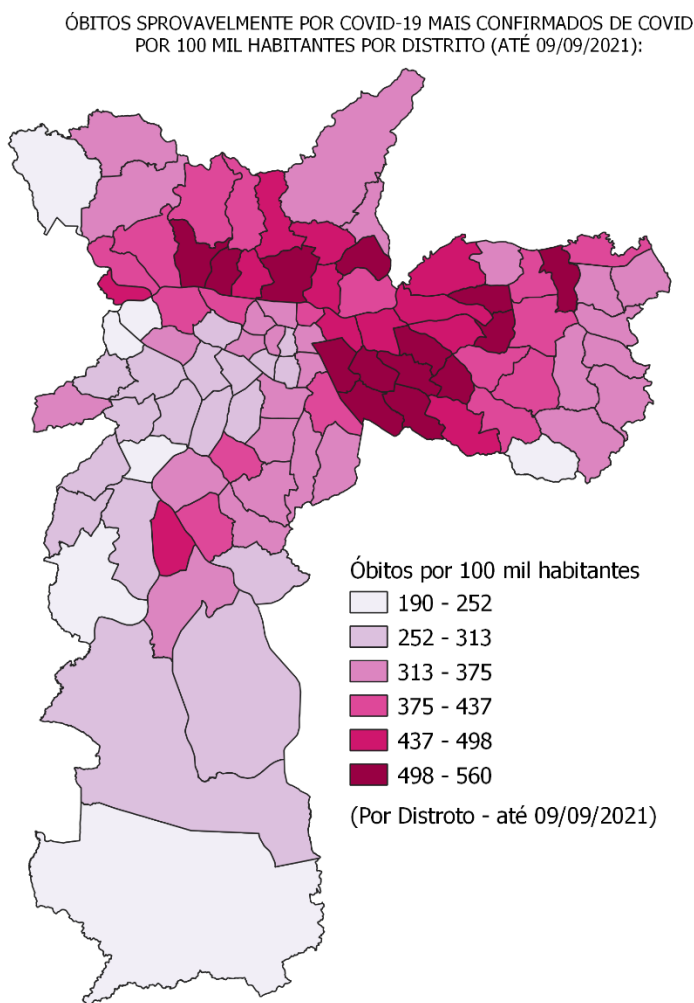 ÓBITOS SPROVAVELMENTE POR COVID-19 MAIS CONFIRMADOS DE COVID
POR 100 MIL HABITANTES POR DISTRITO (ATÉ 09/09/2021):
Óbitos por 100 mil habitantes
190 - 252
252 - 313
313 - 375
375 - 437
437 - 498
498 - 560
(Por Distroto - até 09/09/2021)